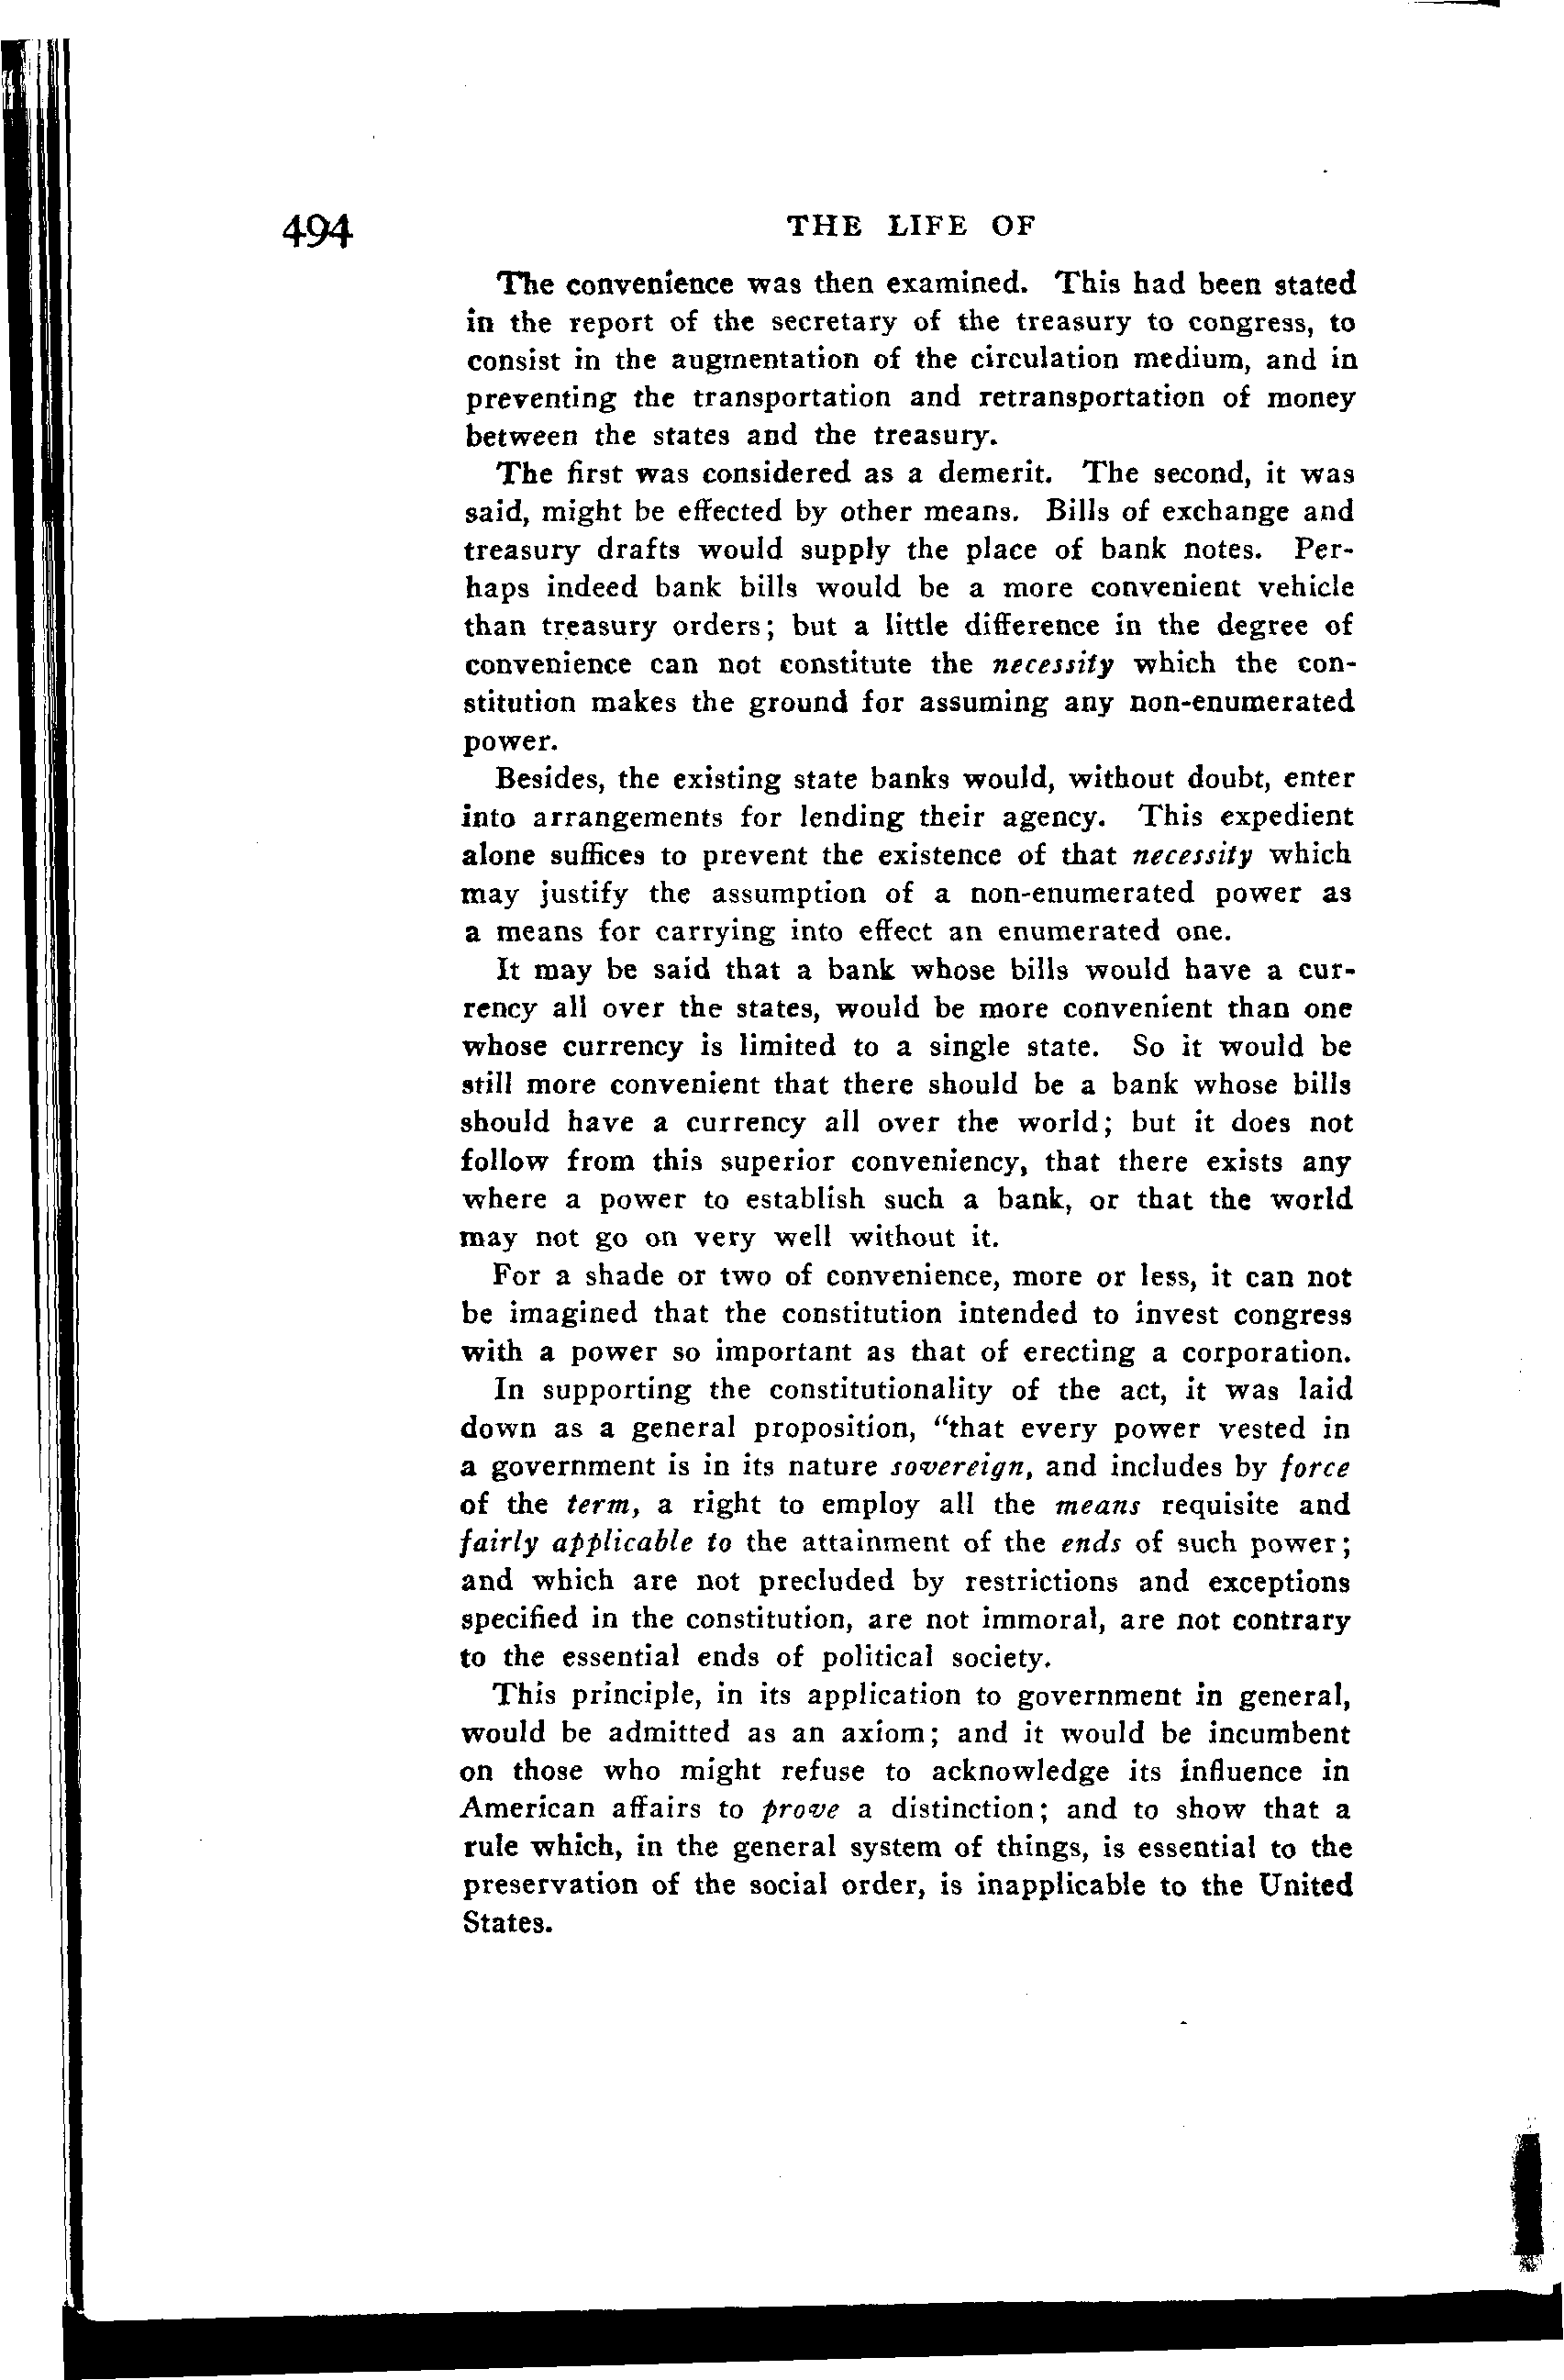 494
THE LIFE OF
The convenience was then examined. This had been stated
in the report of the secretary of the treasury to congress, to
consist in the augmentation of the circulation medium, and in
preventing the transportation and retransportation of money
between the states and the treasury.
The first was considered as a demerit. The second, it was
said, might be effected by other means. Bills of exchange and
treasury drafts would supply the place of bank notes. Per-
haps indeed bank bills would be a more convenient vehicle
than treasury orders; but a little difference in the degree of
convenience can not constitute the necessity which the con-
stitution makes the ground for assuming any non-enumerated
power.
Besides, the existing state banks would, without doubt, enter
into arrangements for lending their agency. This expedient
alone suffices to prevent the existence of that necessity which
may justify the assumption of a non-enumerated power as
a means for carrying into effect an enumerated one.
It may be said that a bank whose bills would have a cur-
rency all over the states, would be more convenient than one
whose currency is limited to a single state. So it would be
still more convenient that there should be a bank whose bills
should have a currency all over the world; but it does not
follow from this superior conveniency, that there exists any
where a power to establish such a bank, or that the world
may not go on very well without it.
For a shade or two of convenience, more or less, it can not
be imagined that the constitution intended to invest congress
with a power so important as that of erecting a corporation.
In supporting the constitutionality of the act, it was laid
down as a general proposition, "that every power vested in
a government is in its nature sovereign, and includes by force
of the term, a right to employ all the means requisite and
fairly applicable to the attainment of the ends of such power;
and which are not precluded by restrictions and exceptions
specified in the constitution, are not immoral, are not contrary
to the essential ends of political society.
This principle, in its application to government in general,
would be admitted as an axiom; and it would be incumbent
on those who might refuse to acknowledge its influence in
American affairs to prove a distinction; and to show that a
rule which, in the general system of things, is essential to the
preservation of the social order, is inapplicable to the United
States.